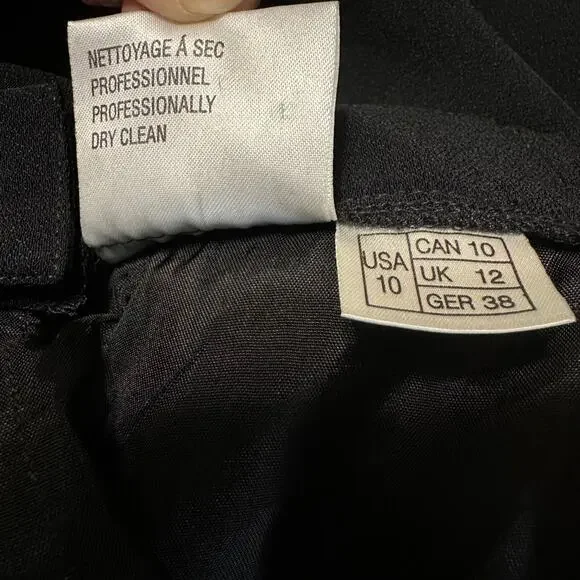 NETTOYAGE Á SEC
PROFESSIONNEL
PROFESSIONALLY
DRY CLEAN
USA
10
CAN 10
UK 12
GER 38